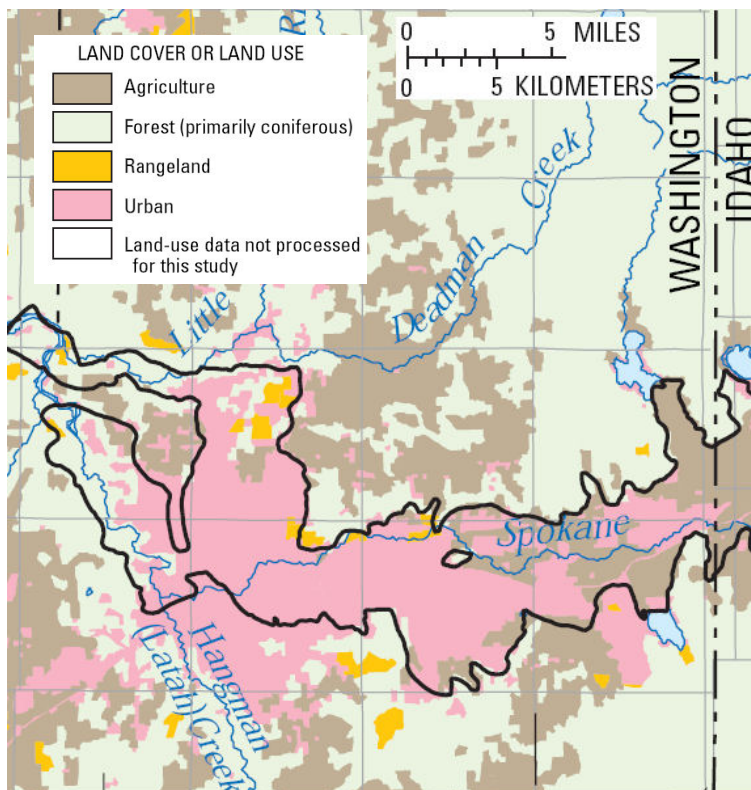 LAND COVER OR LAND USE
Agriculture
Forest (primarily coniferous)
Rangeland
Urban
Land-use data not processed
for this study
0 5 MILES
0 5 KILOMETERS
WASHINGTON
IDAHO
Ri
Little
Deadman
Creek
Spokane
Hangman
(Latah) Creek